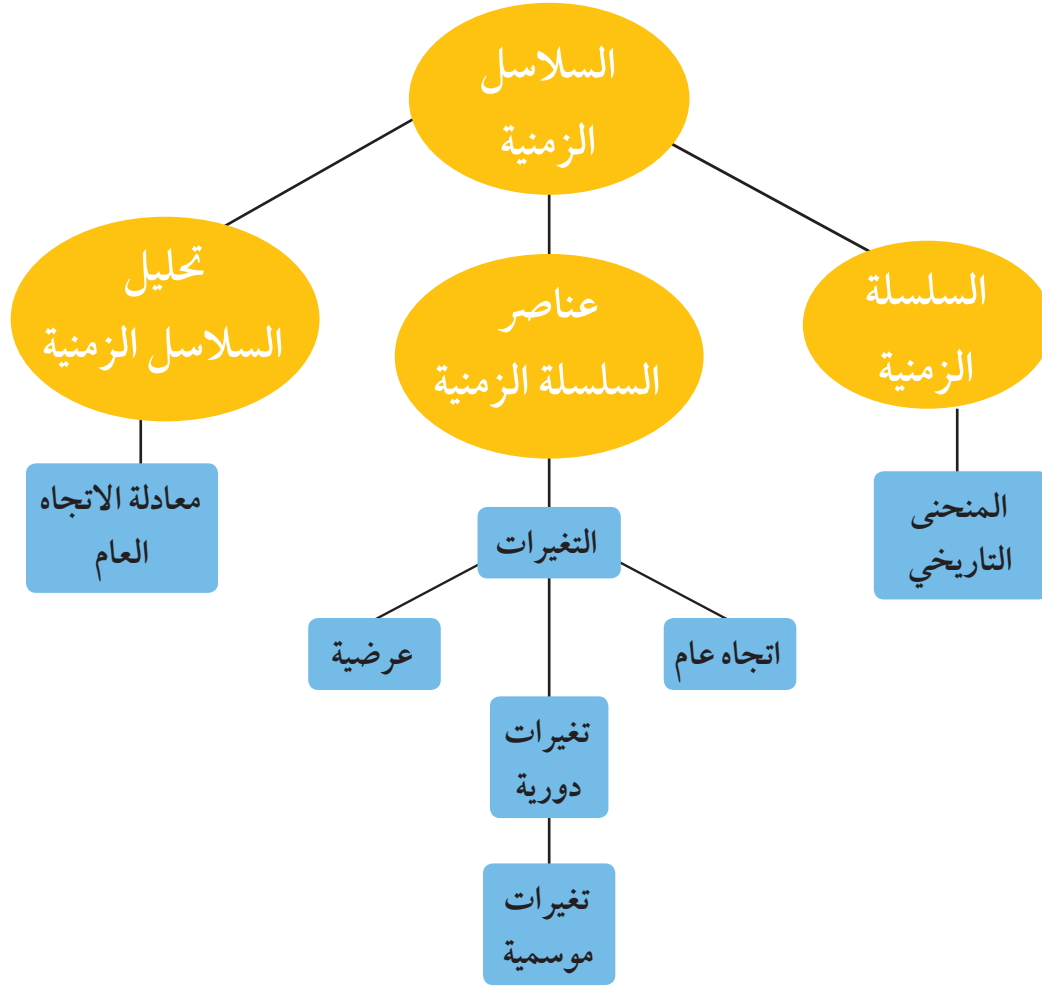 السلاسل
الزمنية
السلسلة
الزمنية
المنحنى
التاريخي
عناصر
السلسلة الزمنية
التغيرات
اتجاه عام
تغيرات
دورية
تغيرات
موسمية
عرضية
تحليل
السلاسل الزمنية
معادلة الاتجاه
العام